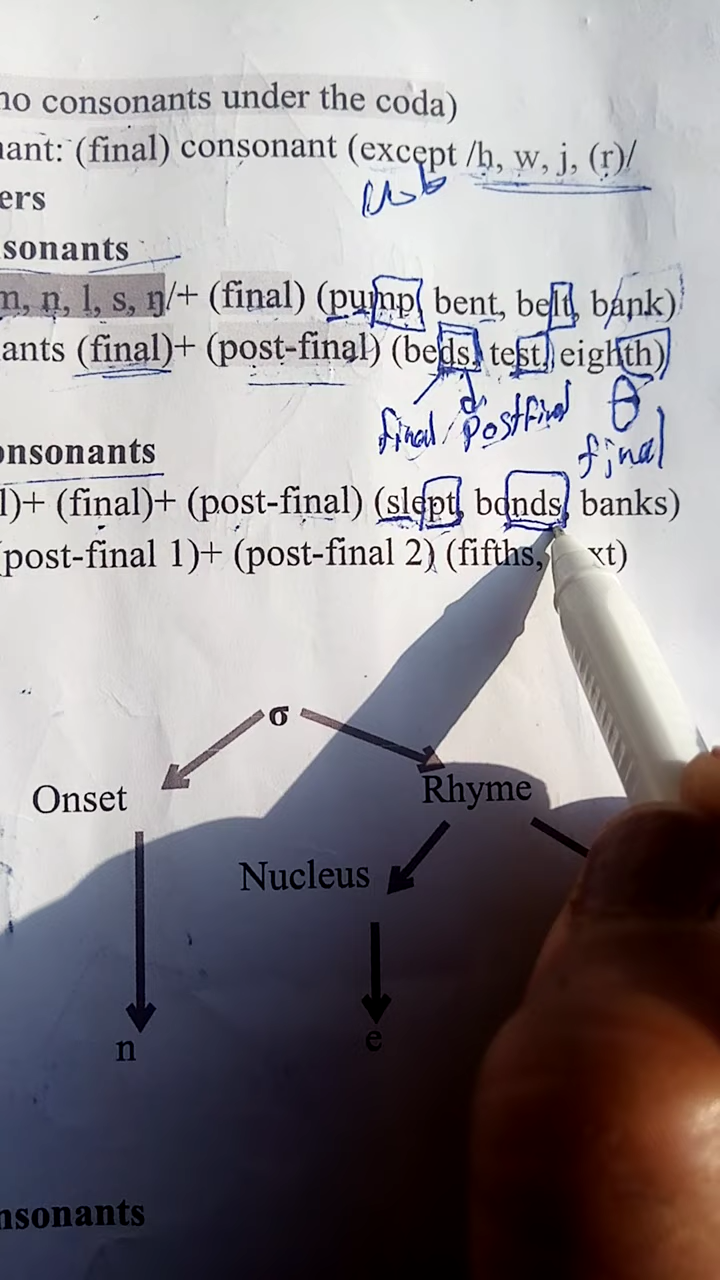 no consonants under the coda)
nant: (final) consonant (except /h, w, j, (r)/
ers
sonants
m, n, l, s, ŋ/+ (final) (pump, bent, belt, bank)
ants (final)+ (post-final) (beds, test, eighth)
final / Postfinal θ
final
onsonants
l)+ (final)+ (post-final) (slept, bonds, banks)
(post-final 1)+ (post-final 2) (fifths, xt)
σ
Onset Rhyme
Nucleus
n e
nsonants